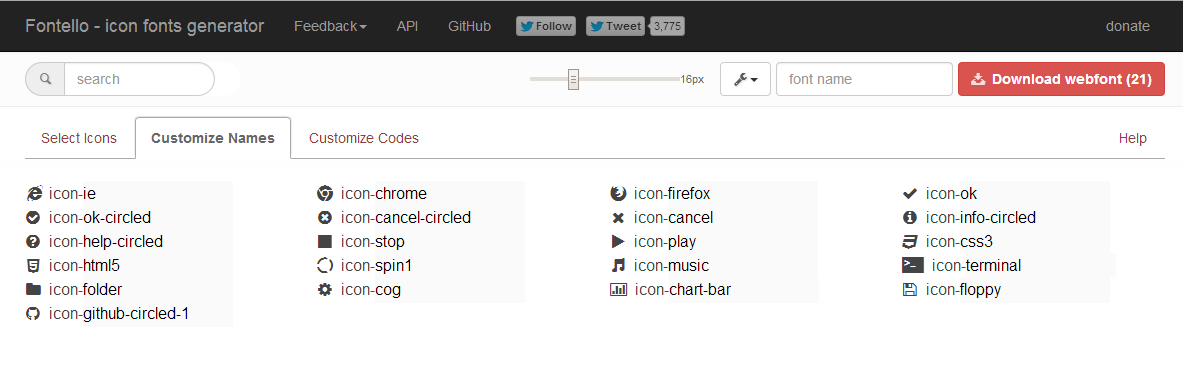 Fontello - icon fonts generator Feedback API GitHub Follow Tweet 3,775 donate
search 16px font name Download webfont (21)
Select Icons Customize Names Customize Codes Help
icon-ie icon-chrome icon-firefox icon-ok
icon-ok-circled icon-cancel-circled icon-cancel icon-info-circled
icon-help-circled icon-stop icon-play icon-css3
icon-html5 icon-spin1 icon-music icon-terminal
icon-folder icon-cog icon-chart-bar icon-floppy
icon-github-circled-1